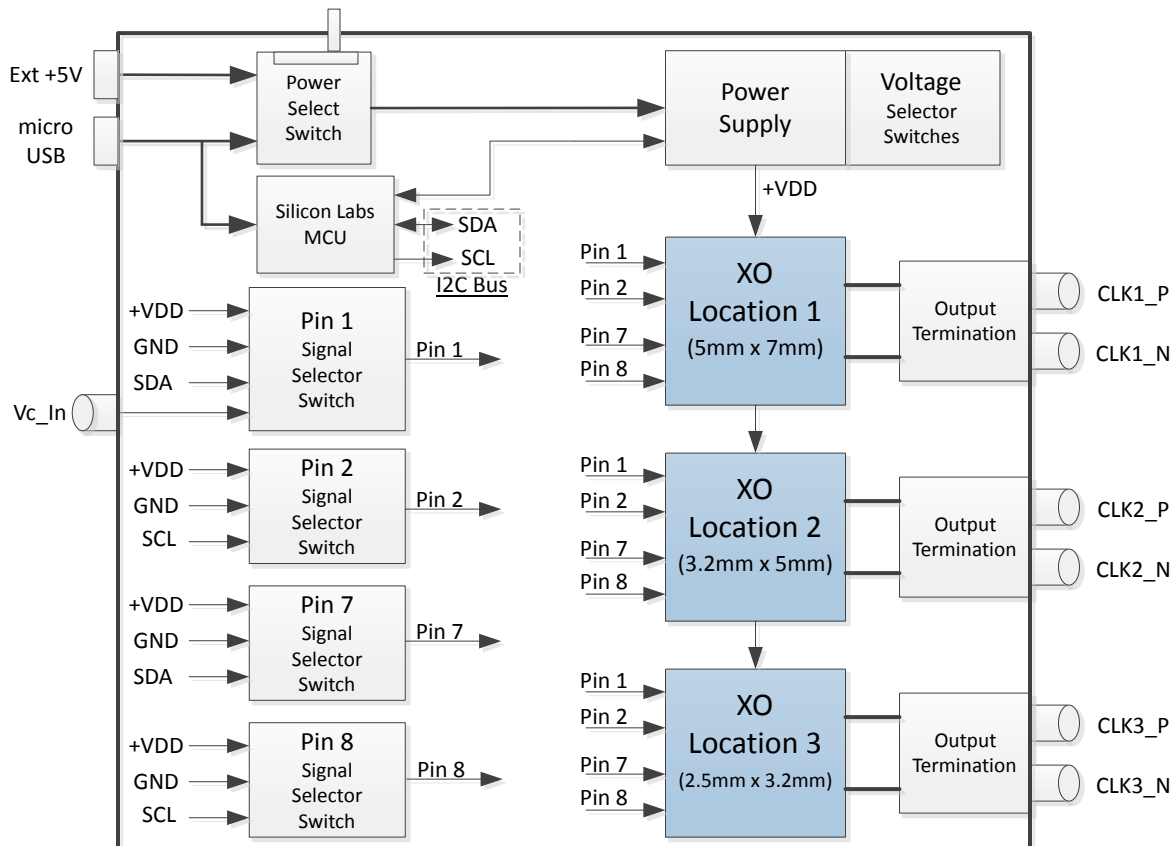 Ext +5V
micro
USB
Power
Select
Switch
Power
Supply
Voltage
Selector
Switches
+VDD
Silicon Labs
MCU
SDA
SCL
I2C Bus
+VDD
GND
SDA
Vc_In
Pin 1
Signal
Selector
Switch
Pin 1
+VDD
GND
SCL
Pin 2
Signal
Selector
Switch
Pin 2
+VDD
GND
SDA
Pin 7
Signal
Selector
Switch
Pin 7
+VDD
GND
SCL
Pin 8
Signal
Selector
Switch
Pin 8
Pin 1
Pin 2
Pin 7
Pin 8
XO
Location 1
(5mm x 7mm)
Output
Termination
CLK1_P
CLK1_N
Pin 1
Pin 2
Pin 7
Pin 8
XO
Location 2
(3.2mm x 5mm)
Output
Termination
CLK2_P
CLK2_N
Pin 1
Pin 2
Pin 7
Pin 8
XO
Location 3
(2.5mm x 3.2mm)
Output
Termination
CLK3_P
CLK3_N